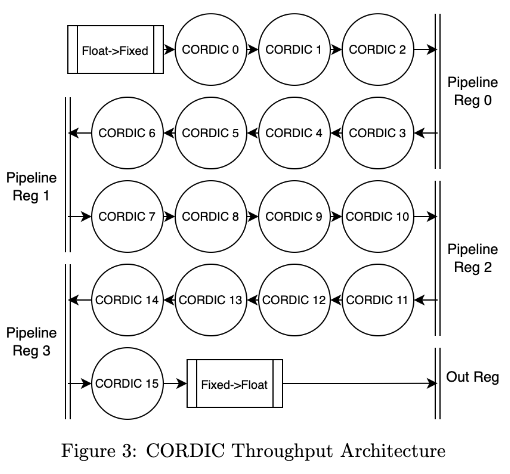 Float->Fixed
CORDIC 0
CORDIC 1
CORDIC 2
Pipeline
Reg 0
CORDIC 6
CORDIC 5
CORDIC 4
CORDIC 3
Pipeline
Reg 1
CORDIC 7
CORDIC 8
CORDIC 9
CORDIC 10
Pipeline
Reg 2
CORDIC 14
CORDIC 13
CORDIC 12
CORDIC 11
Pipeline
Reg 3
CORDIC 15
Fixed->Float
Out Reg
Figure 3: CORDIC Throughput Architecture